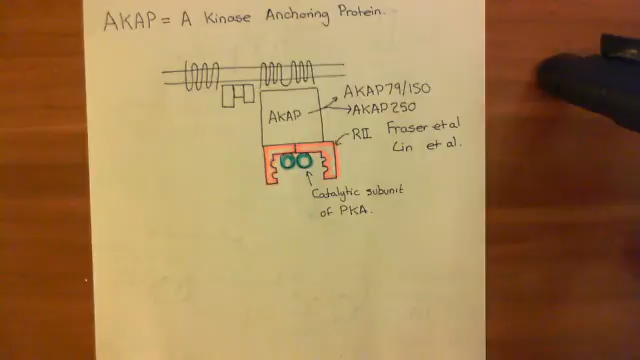 AKAP = A Kinase Anchoring Protein.
AKAP79/150
AKAP
AKAP250
RII Fraser et al
Lin et al.
Catalytic subunit
of PKA.